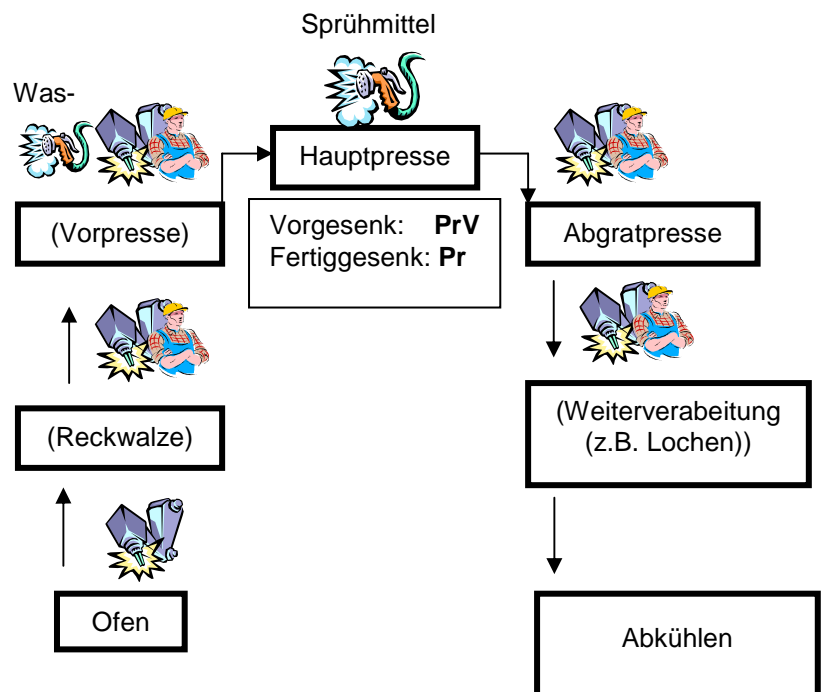 Sprühmittel
Was-
Hauptpresse
(Vorpresse)
Vorgesenk: PrV
Fertiggesenk: Pr
Abgratpresse
(Reckwalze)
(Weiterverabeitung
(z.B. Lochen))
Ofen
Abkühlen